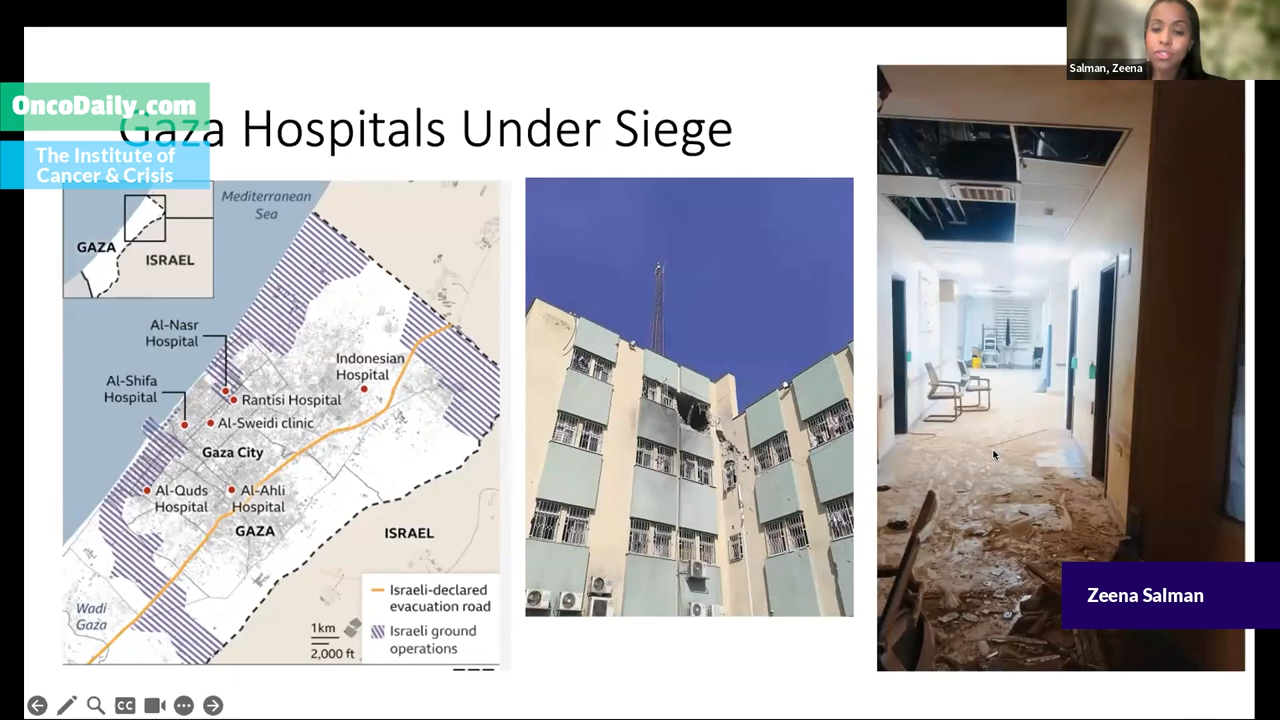 Salman, Zeena
OncoDaily.com
The Institute of
Cancer & Crisis
Gaza Hospitals Under Siege
Mediterranean
Sea
GAZA
ISRAEL
Al-Nasr
Hospital
Indonesian
Hospital
Al-Shifa
Hospital
Rantisi Hospital
Al-Sweidi clinic
Gaza City
Al-Quds
Hospital
Al-Ahli
Hospital
GAZA
ISRAEL
Wadi
Gaza
1km
2,000 ft
Israeli-declared
evacuation road
Israeli ground
operations
Zeena Salman
CC